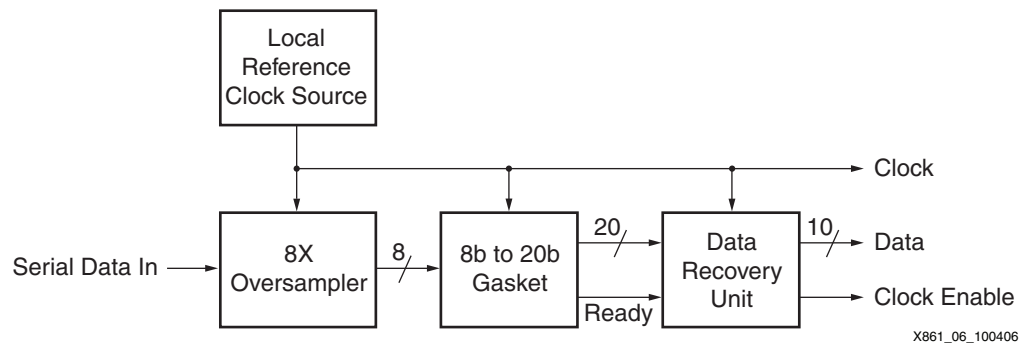 Local
Reference
Clock Source
Clock
Serial Data In
8X
Oversampler
8
8b to 20b
Gasket
20
Ready
Data
Recovery
Unit
10
Data
Clock Enable
X861_06_100406